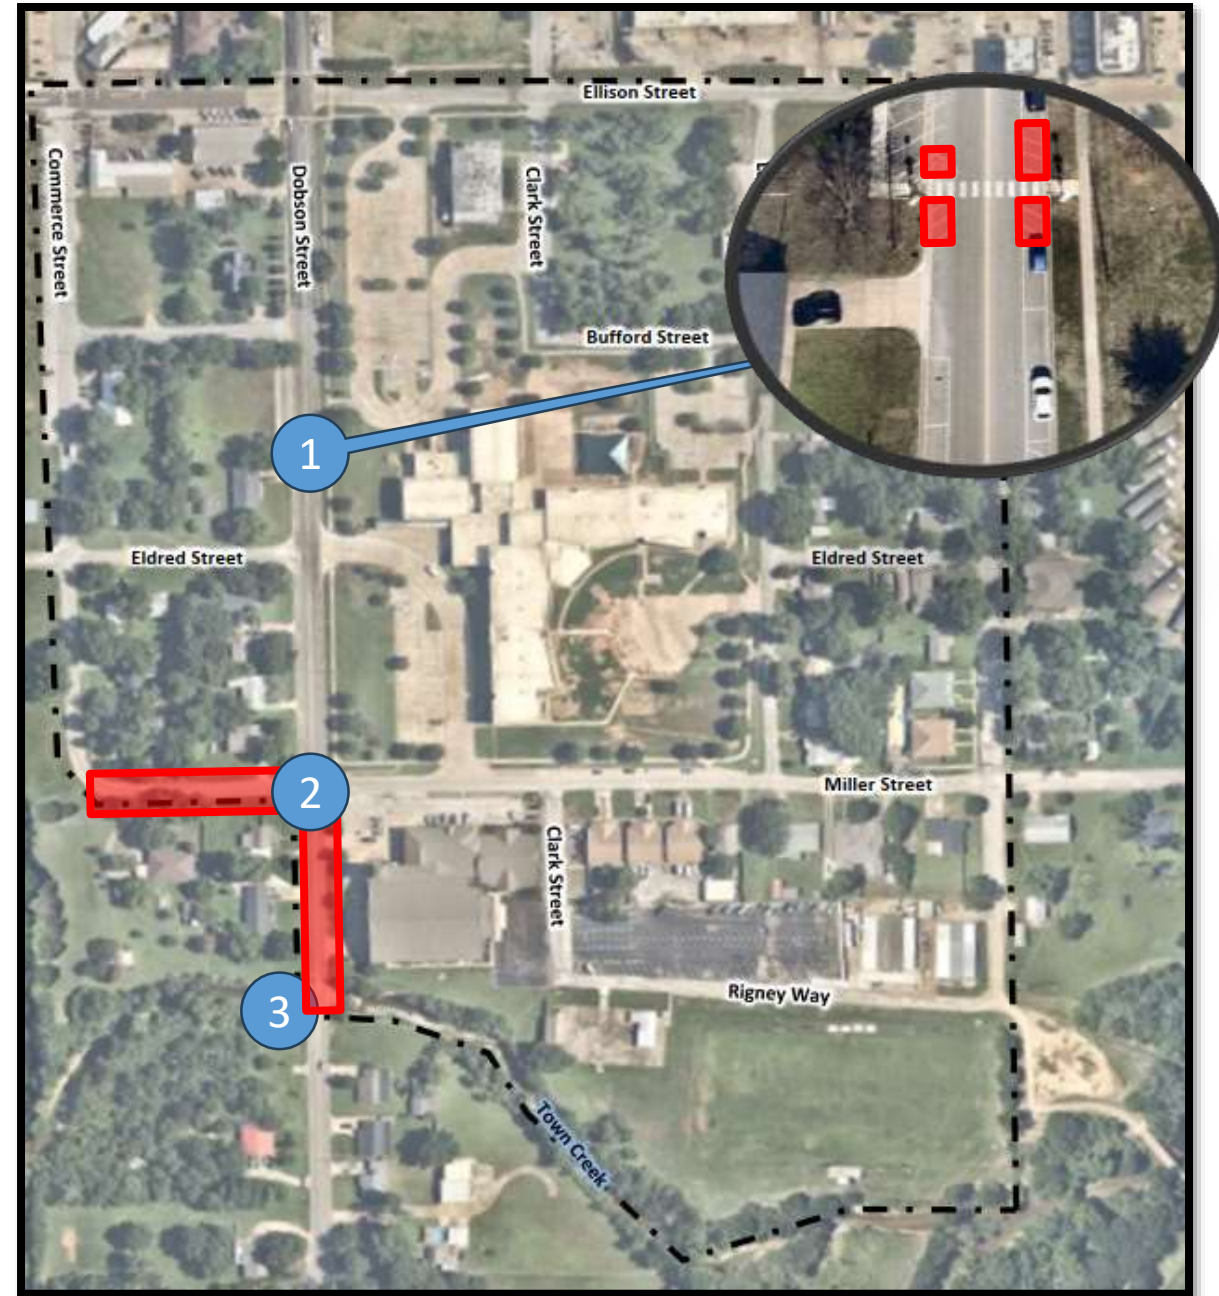 Ellison Street
Commerce Street
Dobson Street
Clark Street
Bufford Street
1
Eldred Street
Eldred Street
2
Miller Street
Clark Street
3
Rigney Way
Town Creek